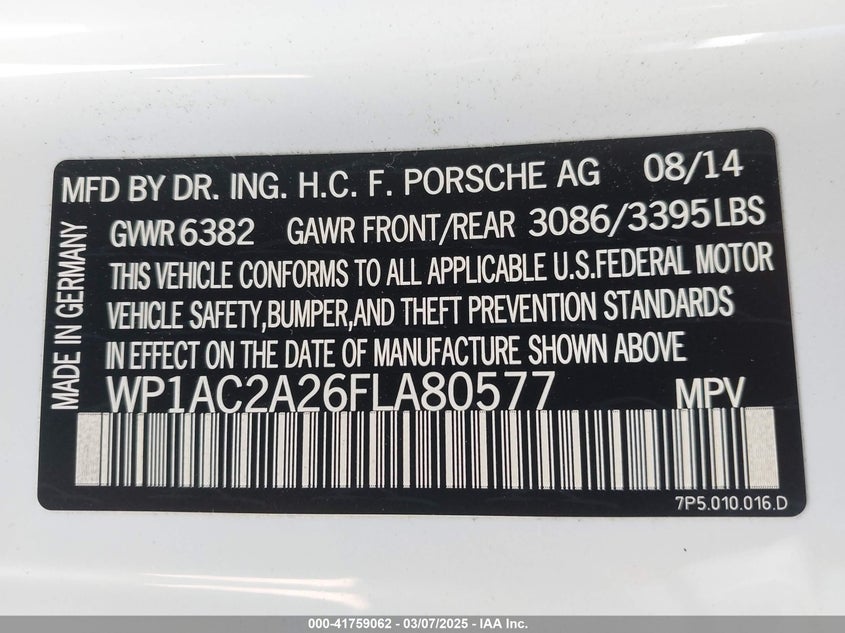 MFD BY DR. ING. H.C. F. PORSCHE AG 08/14
GVWR 6382 GAWR FRONT/REAR 3086/3395 LBS
THIS VEHICLE CONFORMS TO ALL APPLICABLE U.S.FEDERAL MOTOR
VEHICLE SAFETY,BUMPER,AND THEFT PREVENTION STANDARDS
IN EFFECT ON THE DATE OF MANUFACTURE SHOWN ABOVE
WP1AC2A26FLA80577 MPV
MADE IN GERMANY
7P5.010.016.D
000-41759062 - 03/07/2025 - IAA Inc.